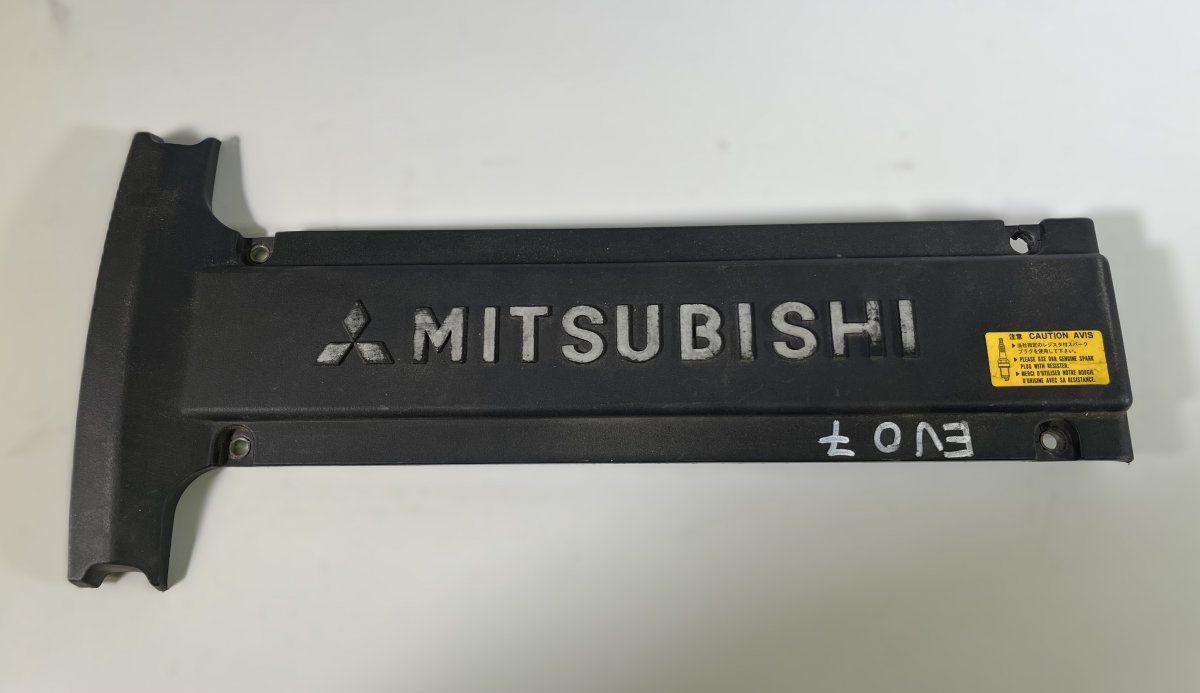 MITSUBISHI
注意 CAUTION AVIS
▶ 当社指定のレジスタ付スパーク
プラグを使用して下さい。
▶ PLEASE USE OUR GENUINE SPARK
PLUG WITH RESISTER.
▶ MERCI D'UTILISER NOTRE BOUGIE
D'ORIGINE AVEC SA RESISTANCE.
EVO 7